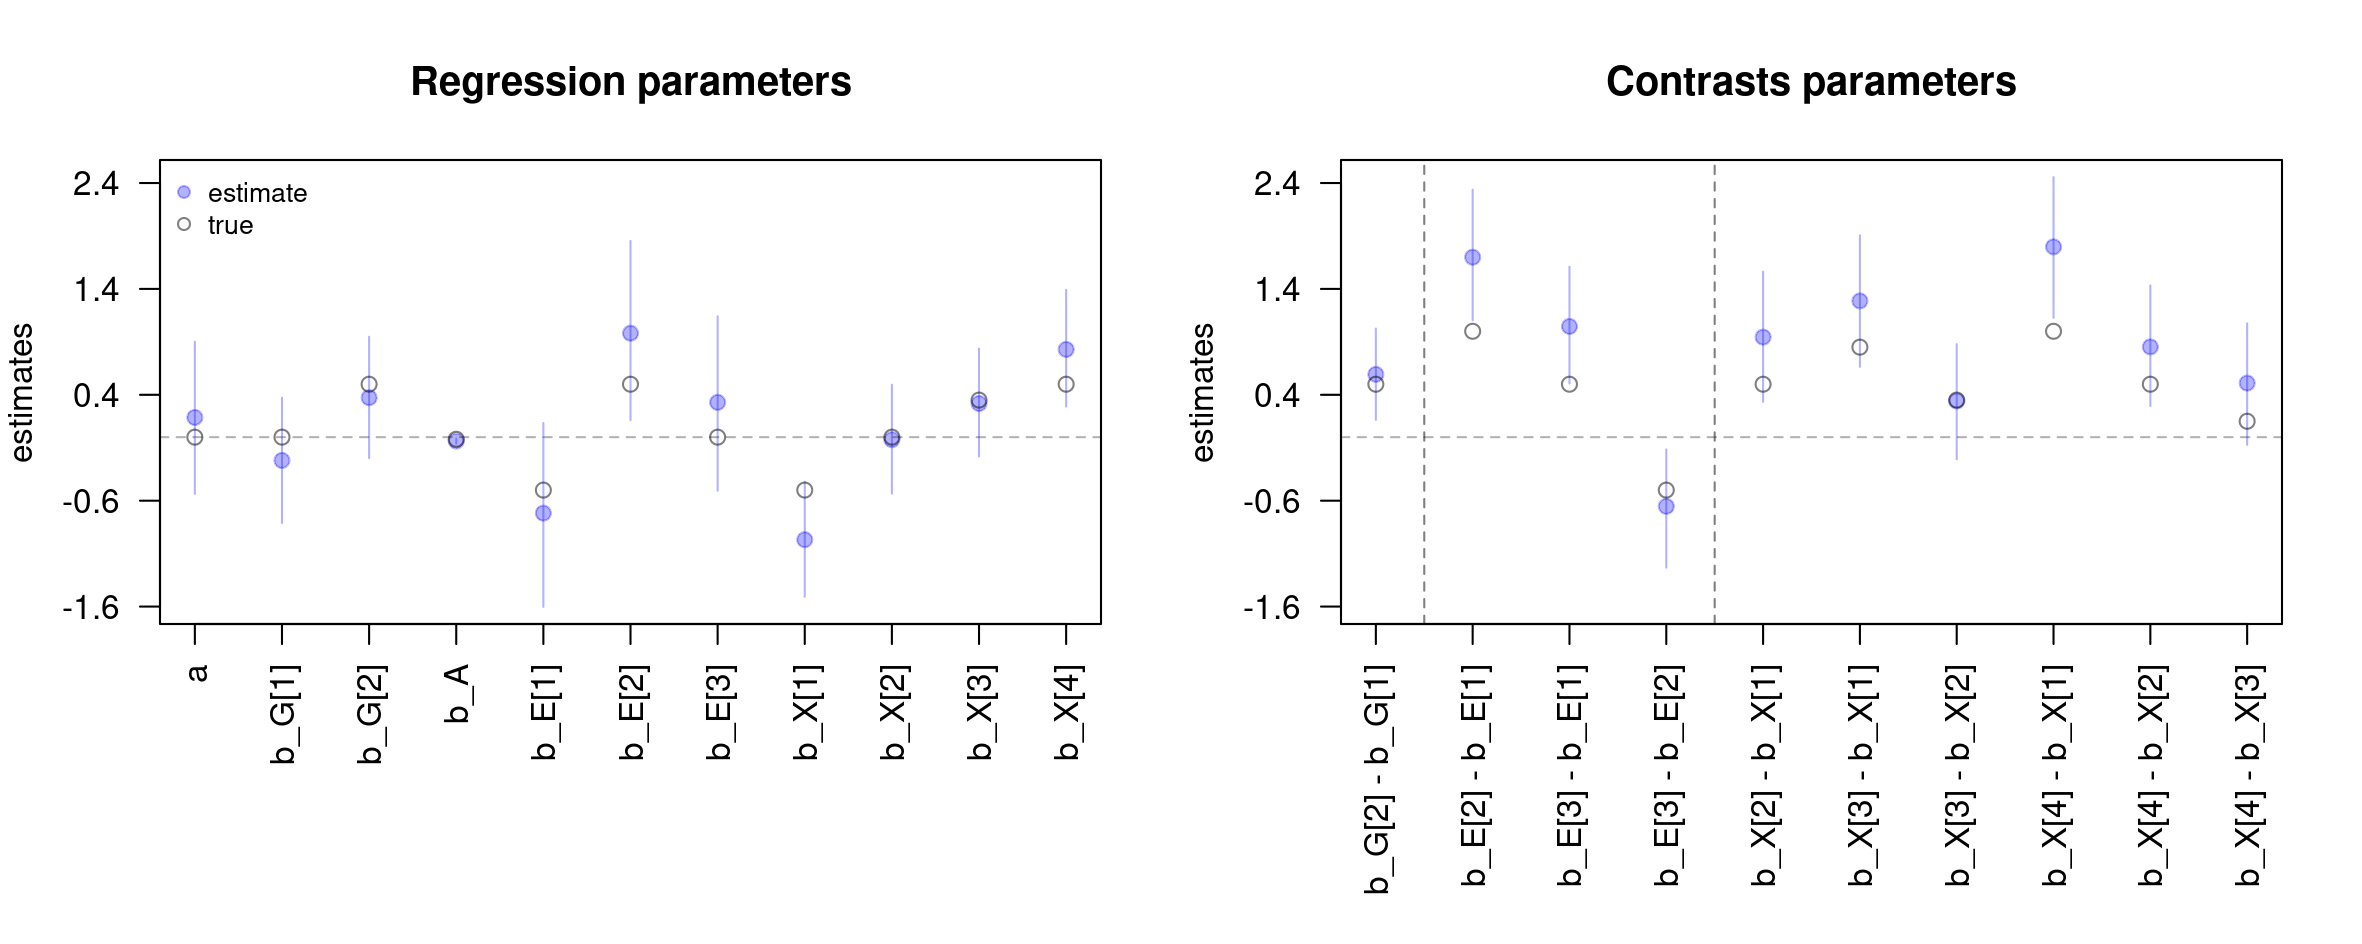 Regression parameters
estimates
2.4
1.4
0.4
-0.6
-1.6
estimate
true
a
b_G[1]
b_G[2]
b_A
b_E[1]
b_E[2]
b_E[3]
b_X[1]
b_X[2]
b_X[3]
b_X[4]
Contrasts parameters
estimates
2.4
1.4
0.4
-0.6
-1.6
b_G[2] - b_G[1]
b_E[2] - b_E[1]
b_E[3] - b_E[1]
b_E[3] - b_E[2]
b_X[2] - b_X[1]
b_X[3] - b_X[1]
b_X[3] - b_X[2]
b_X[4] - b_X[1]
b_X[4] - b_X[2]
b_X[4] - b_X[3]